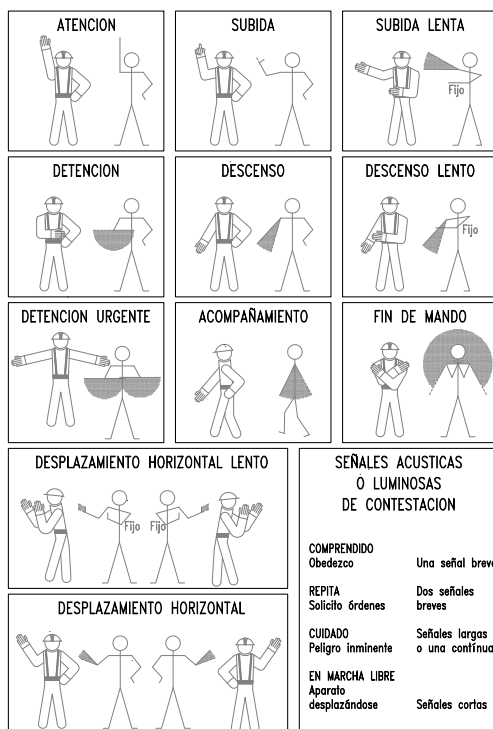 ATENCION
SUBIDA
SUBIDA LENTA
Fijo
DETENCION
DESCENSO
DESCENSO LENTO
Fijo
DETENCION URGENTE
ACOMPAÑAMIENTO
FIN DE MANDO
DESPLAZAMIENTO HORIZONTAL LENTO
Fijo Fijo
DESPLAZAMIENTO HORIZONTAL
SEÑALES ACUSTICAS
O LUMINOSAS
DE CONTESTACION
COMPRENDIDO
Obedezco Una señal breve
REPITA Dos señales
Solicito órdenes breves
CUIDADO Señales largas
Peligro inminente o una contínua
EN MARCHA LIBRE
Aparato
desplazándose Señales cortas